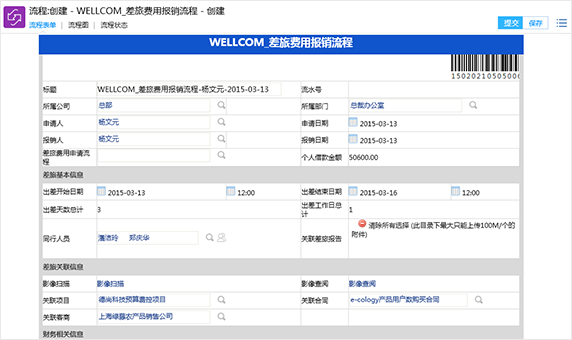 流程:创建 - WELLCOM_差旅费用报销流程 - 创建
流程表单 流程图 流程状态 提交 保存
WELLCOM_差旅费用报销流程
15020210505006
标题 WELLCOM_差旅费用报销流程-杨文元-2015-03-13 流水号
所属公司 总部 所属部门 总裁办公室
申请人 杨文元 申请日期 2015-03-13
报销人 杨文元 报销日期 2015-03-13
差旅费用申请流程 个人借款金额 50600.00
差旅基本信息
出差开始日期 2015-03-13 12:00 出差结束日期 2015-03-16 12:00
出差天数总计 3 出差工作日总计 1
同行人员 潘洁玲 郑庆华 关联差旅报告 清除所有选择 (此目录下最大只能上传100M/个的附件)
差旅关联信息
影像扫描 影像扫描 影像查阅 影像查阅
关联项目 德尚科技预算管控项目 关联合同 e-cology产品用户数购买合同
关联客商 上海绿藤农产品销售公司
财务相关信息